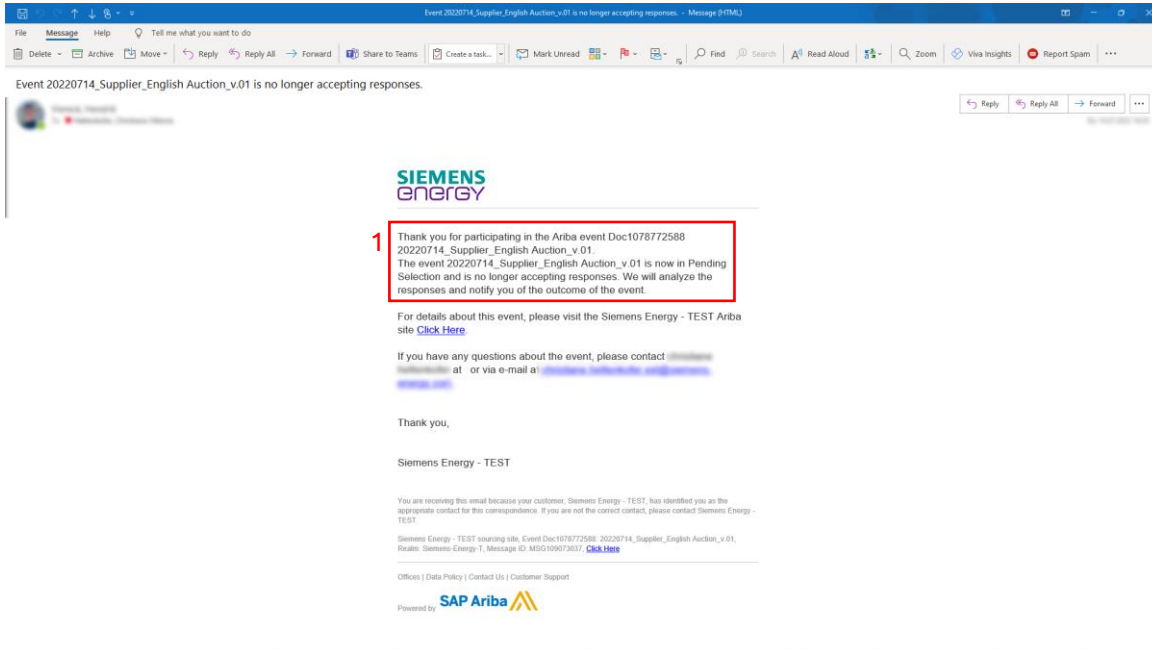 Event 20220714_Supplier_English Auction_v.01 is no longer accepting responses. - Message (HTML)
File Message Help Tell me what you want to do
Delete Archive Move Reply Reply All Forward Share to Teams Create a task... Mark Unread Find Search Read Aloud Zoom Viva Insights Report Spam
Event 20220714_Supplier_English Auction_v.01 is no longer accepting responses.
Reply Reply All Forward
SIEMENS
energy
1
Thank you for participating in the Ariba event Doc1078772588
20220714_Supplier_English Auction_v.01.
The event 20220714_Supplier_English Auction_v.01 is now in Pending
Selection and is no longer accepting responses. We will analyze the
responses and notify you of the outcome of the event.
For details about this event, please visit the Siemens Energy - TEST Ariba
site Click Here.
If you have any questions about the event, please contact
at or via e-mail at
Thank you,
Siemens Energy - TEST
You are receiving this email because your customer, Siemens Energy - TEST, has identified you as the
appropriate contact for this correspondence. If you are not the correct contact, please contact Siemens Energy -
TEST.
Siemens Energy - TEST sourcing site, Event Doc1078772588: 20220714_Supplier_English Auction_v.01,
Realm: Siemens-Energy-T, Message ID: MSG109073037, Click Here
Offices | Data Policy | Contact Us | Customer Support
Powered by SAP Ariba